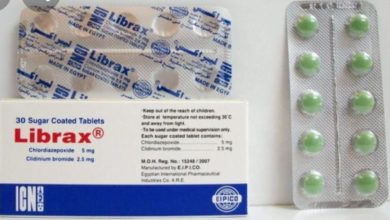 ليبراكس
Librax®
MADE IN EGYPT
ICN
30 Sugar Coated Tablets
Librax®
Chlordiazepoxide 5 mg
Clidinium bromide 2.5 mg
ICN
- Keep out of the reach of children.
- Store at temperature not exceeding 30°C
and away from light.
- To be used under medical supervision only.
Each sugar coated tablet contains:
Chlordiazepoxide 5 mg
Clidinium bromide 2.5 mg
M.O.H. Reg. No.: 15246 / 2007
Manufactured by E.I.P.I.CO.
Egyptian International Pharmaceutical
Industries Co. A.R.E.
EIPICO